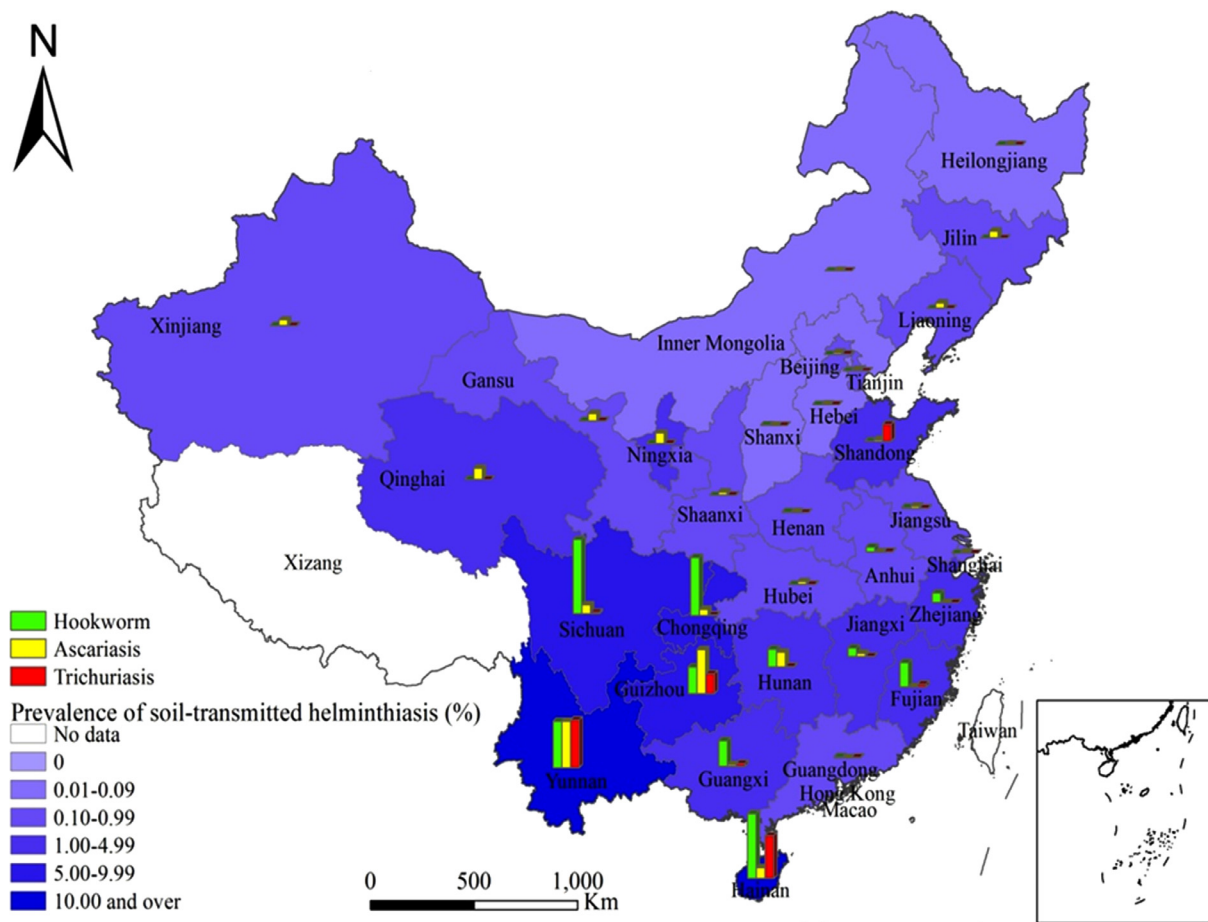 N
Heilongjiang
Jilin
Liaoning
Xinjiang
Inner Mongolia
Beijing
Tianjin
Gansu
Hebei
Shanxi
Shandong
Ningxia
Qinghai
Shaanxi
Henan
Jiangsu
Xizang
Anhui
Shanghai
Hubei
Zhejiang
Sichuan
Chongqing
Jiangxi
Hunan
Guizhou
Fujian
Taiwan
Yunnan
Guangxi
Guangdong
Hong Kong
Macao
Hainan
Hookworm
Ascariasis
Trichuriasis
Prevalence of soil-transmitted helminthiasis (%)
No data
0
0.01-0.09
0.10-0.99
1.00-4.99
5.00-9.99
10.00 and over
0 500 1,000
Km